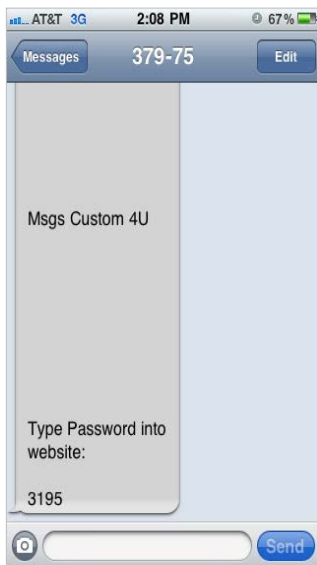 AT&T 3G 2:08 PM 67%
Messages 379-75 Edit
Msgs Custom 4U
Type Password into
website:
3195
Send